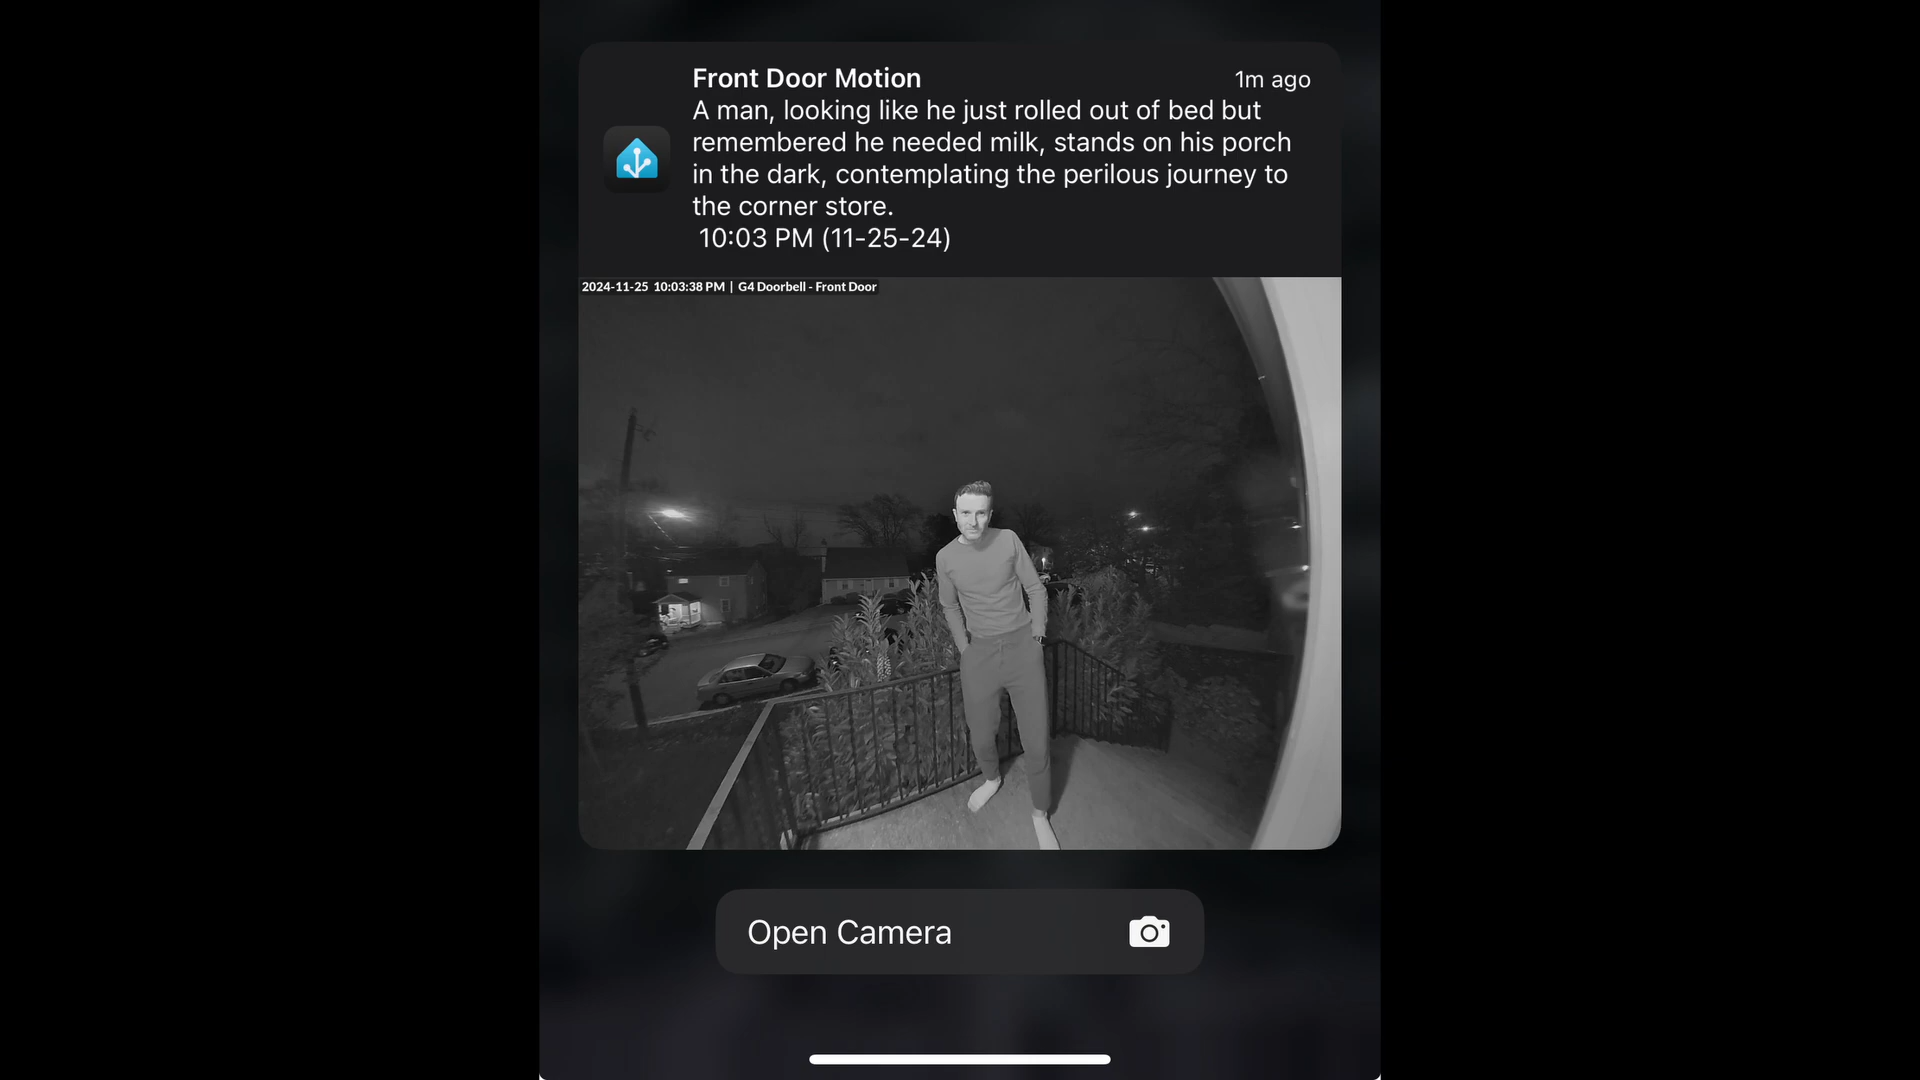 Front Door Motion
1m ago
A man, looking like he just rolled out of bed but
remembered he needed milk, stands on his porch
in the dark, contemplating the perilous journey to
the corner store.
10:03 PM (11-25-24)
2024-11-25 10:03:38 PM | G4 Doorbell - Front Door
Open Camera